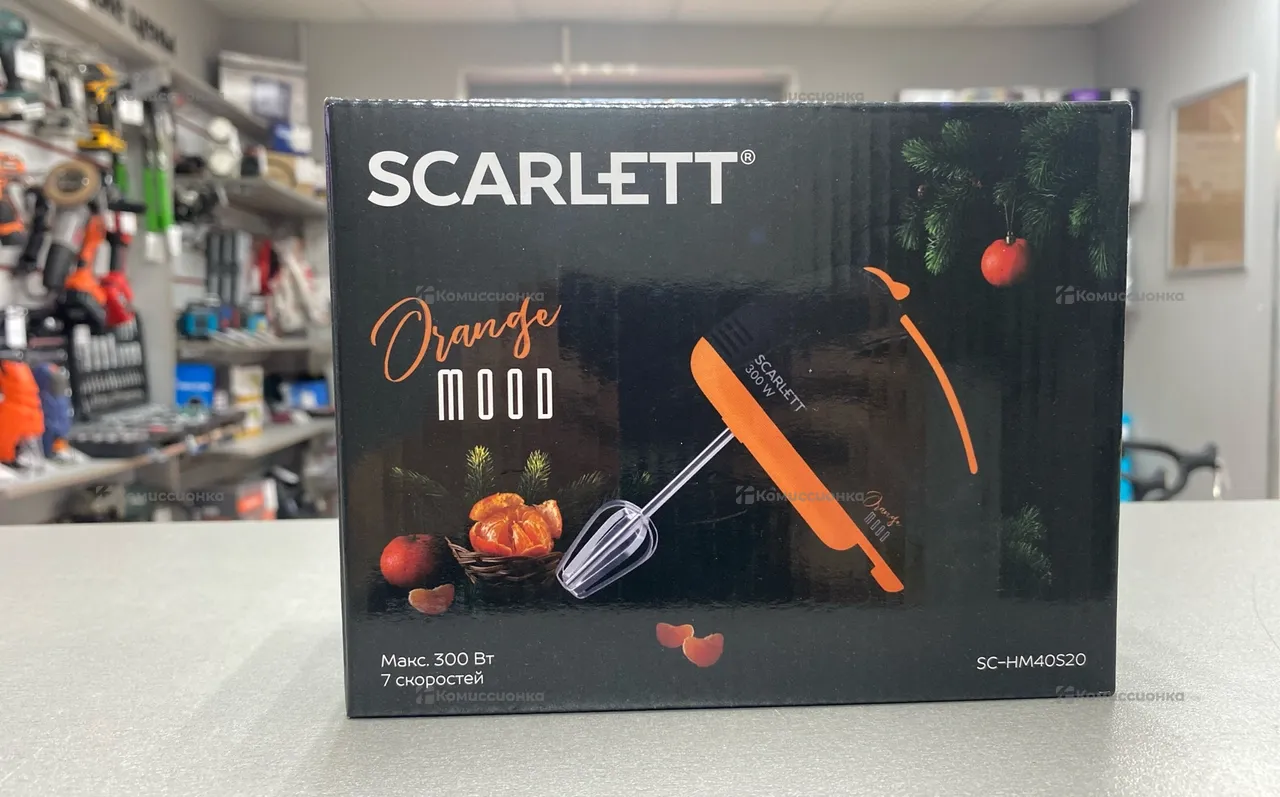 SCARLETT®
Orange
MOOD
SCARLETT
300 W
Orange
MOOD
Макс. 300 Вт
7 скоростей
SC-HM40S20
Комиссионка
Комиссионка
Комиссионка
Комиссионка
Комиссионка
Комиссионка